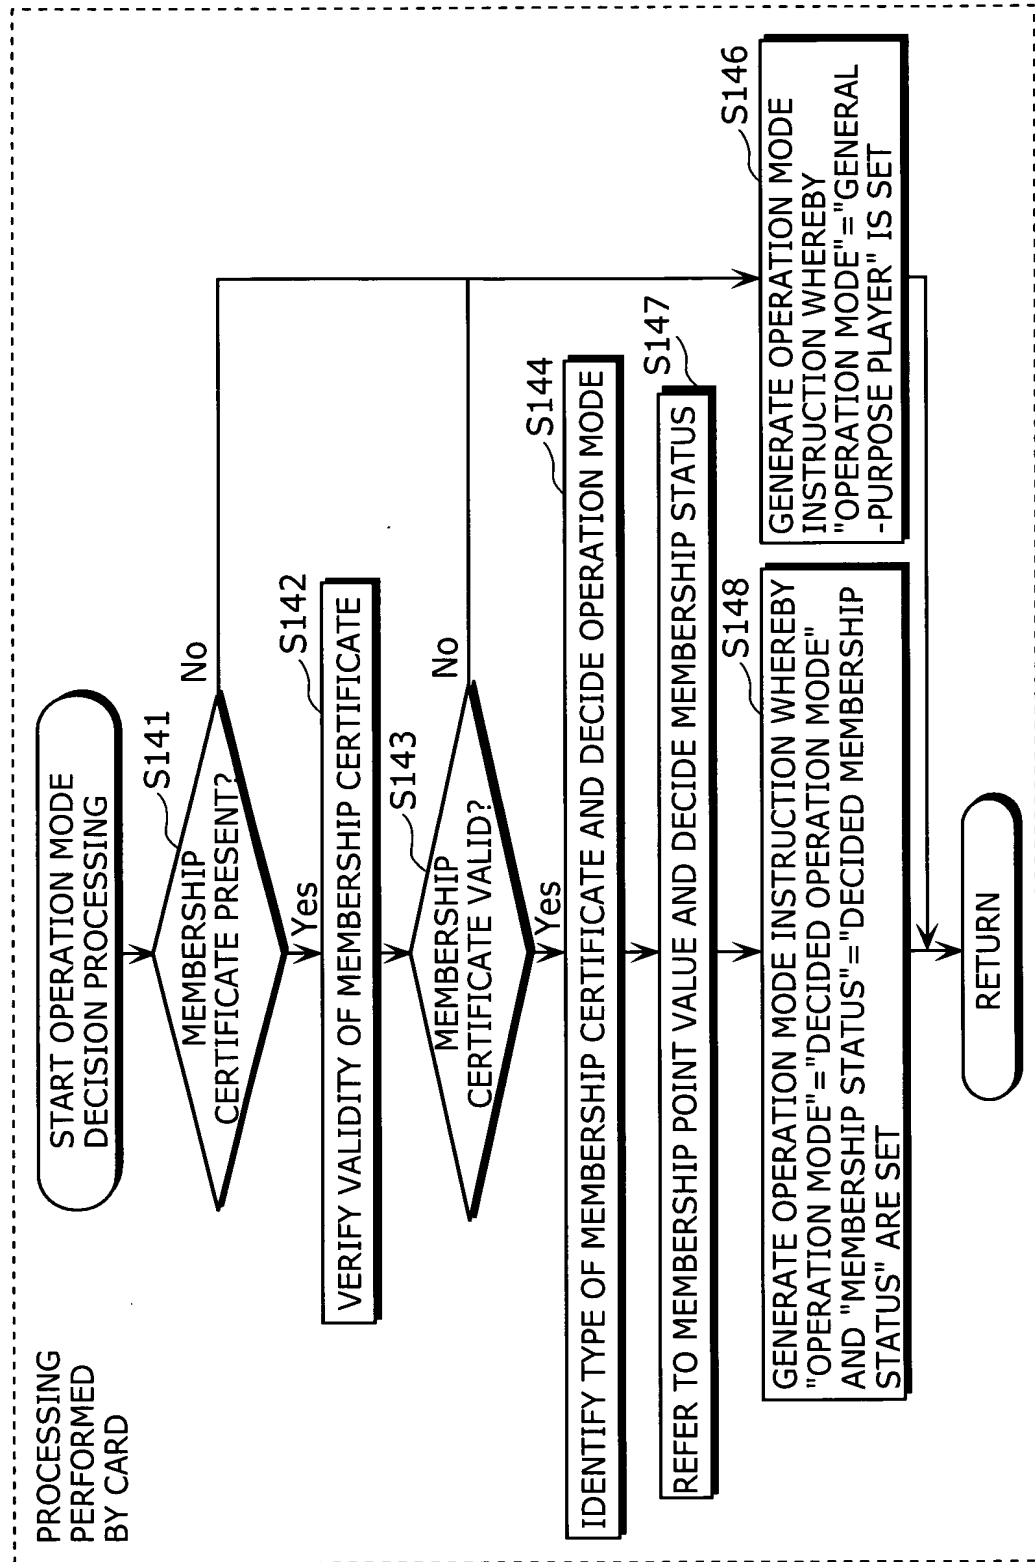 PROCESSING
PERFORMED
BY CARD
START OPERATION MODE
DECISION PROCESSING
S141
MEMBERSHIP
CERTIFICATE PRESENT?
No
Yes
S142
VERIFY VALIDITY OF MEMBERSHIP CERTIFICATE
S143
MEMBERSHIP
CERTIFICATE VALID?
No
Yes
S144
IDENTIFY TYPE OF MEMBERSHIP CERTIFICATE AND DECIDE OPERATION MODE
S147
REFER TO MEMBERSHIP POINT VALUE AND DECIDE MEMBERSHIP STATUS
S148
GENERATE OPERATION MODE INSTRUCTION WHEREBY
"OPERATION MODE"="DECIDED OPERATION MODE"
AND "MEMBERSHIP STATUS"="DECIDED MEMBERSHIP
STATUS" ARE SET
S146
GENERATE OPERATION MODE
INSTRUCTION WHEREBY
"OPERATION MODE"="GENERAL
-PURPOSE PLAYER" IS SET
RETURN